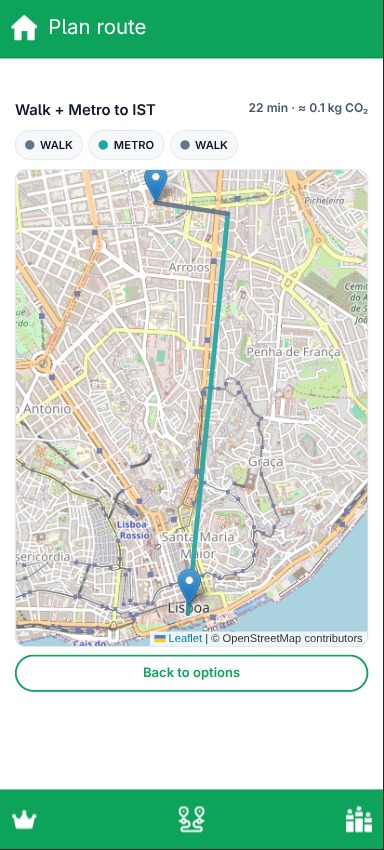 Plan route
Walk + Metro to IST
22 min · ≈ 0.1 kg CO₂
WALK
METRO
WALK
Picheleira
Arroios
Penha de França
o António
Graça
Lisboa
Rossio
Santa Maria
Maior
sericórdia
Lisboa
Cais do
Leaflet | © OpenStreetMap contributors
Back to options